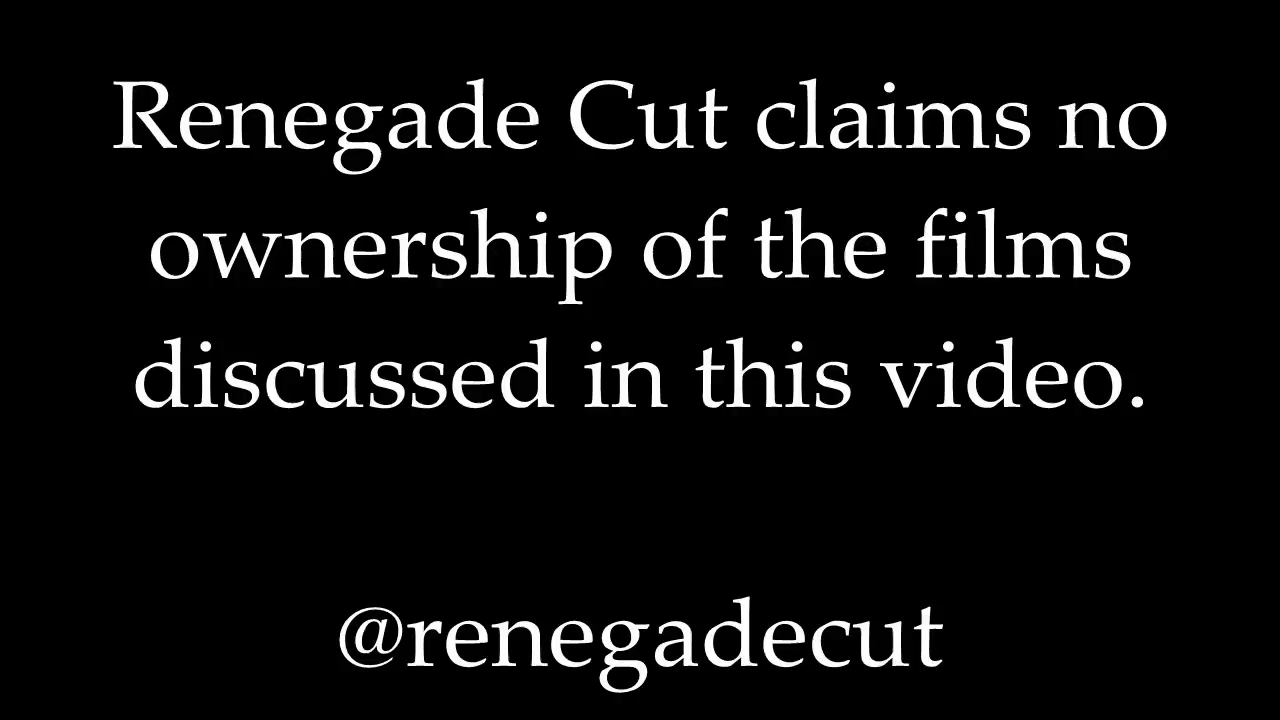 Renegade Cut claims no
ownership of the films
discussed in this video.
@renegadecut